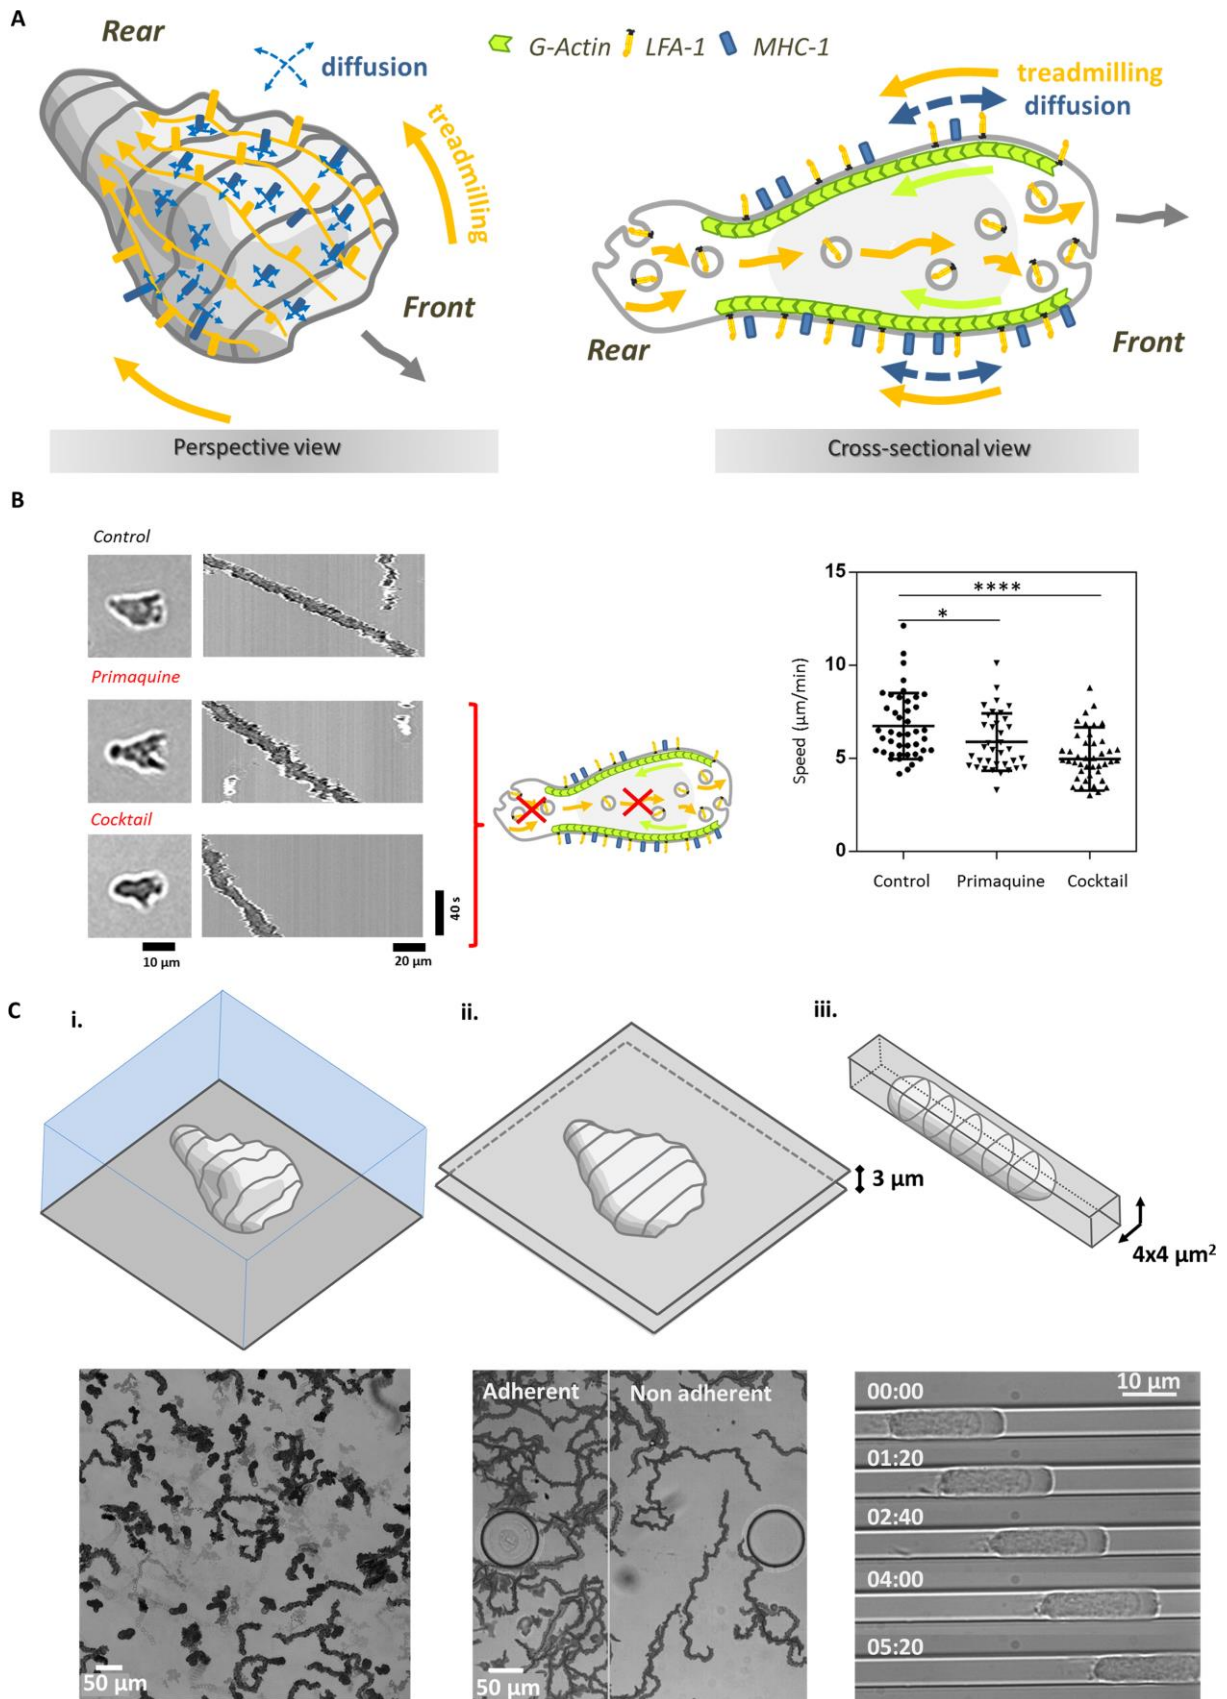 A
Rear
diffusion
treadmilling
Front
Perspective view
G-Actin LFA-1 MHC-1
treadmilling
diffusion
Rear
Front
Cross-sectional view
B
Control
Primaquine
Cocktail
10 µm
20 µm
40 s
15
10
5
0
Speed (µm/min)
****
*
Control Primaquine Cocktail
C
i.
ii.
iii.
3 µm
4x4 µm²
50 µm
Adherent
Non adherent
50 µm
00:00
10 µm
01:20
02:40
04:00
05:20